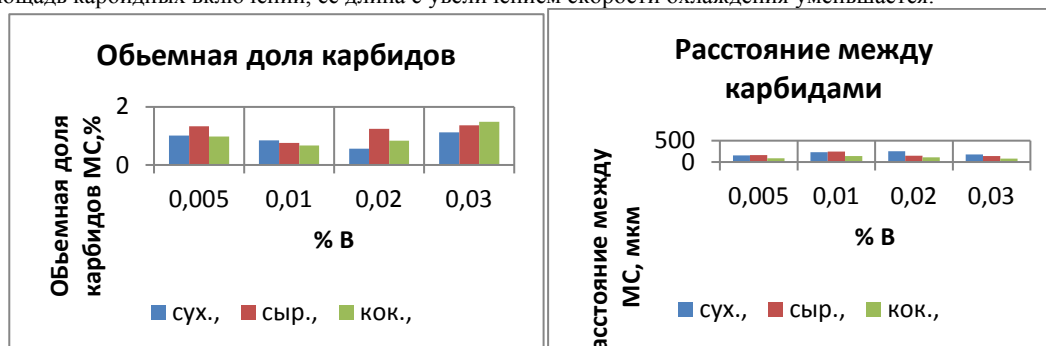 площадь карбидных включений, ее длина с увеличением скорости охлаждения уменьшается.
Обьемная доля карбидов
ОБьемная доля
карбидов МС,%
2
0
0,005 0,01 0,02 0,03
% В
сух., сыр., кок.,
Расстояние между
карбидами
расстояние между
МС, мкм
500
0
0,005 0,01 0,02 0,03
% В
сух., сыр., кок.,